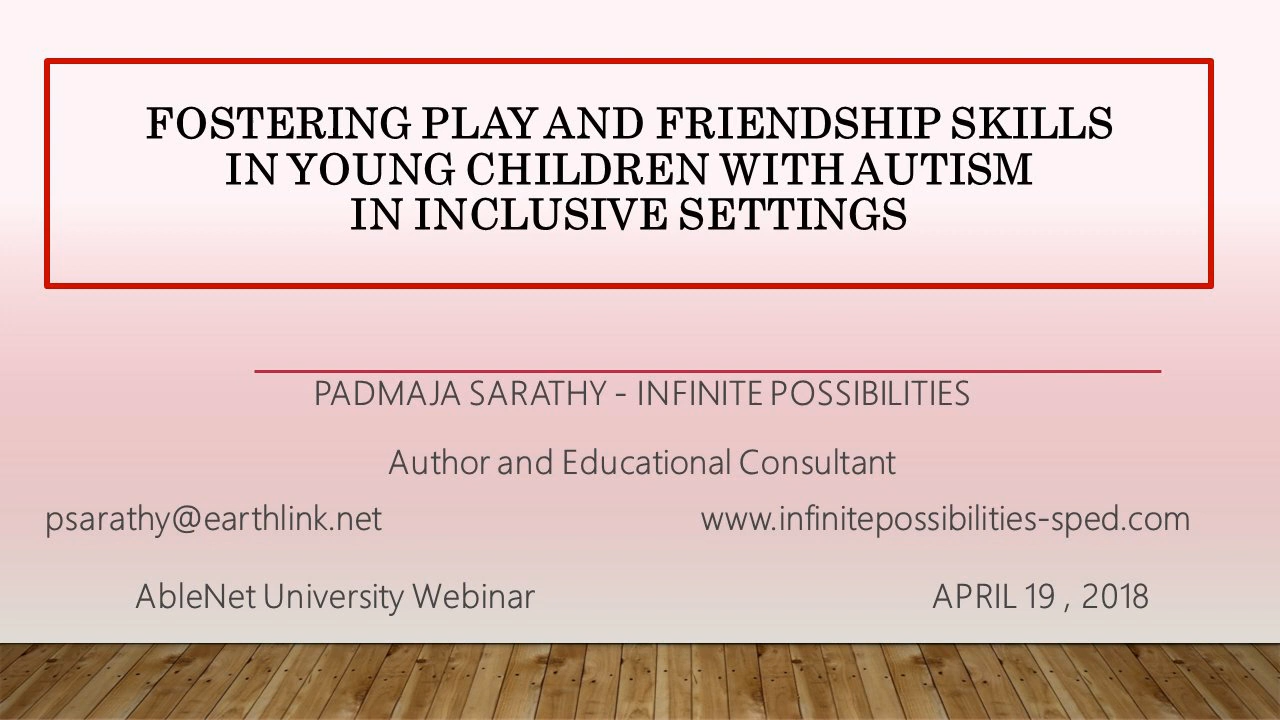 FOSTERING PLAY AND FRIENDSHIP SKILLS
IN YOUNG CHILDREN WITH AUTISM
IN INCLUSIVE SETTINGS
PADMAJA SARATHY - INFINITE POSSIBILITIES
Author and Educational Consultant
psarathy@earthlink.net www.infinitepossibilities-sped.com
AbleNet University Webinar APRIL 19 , 2018